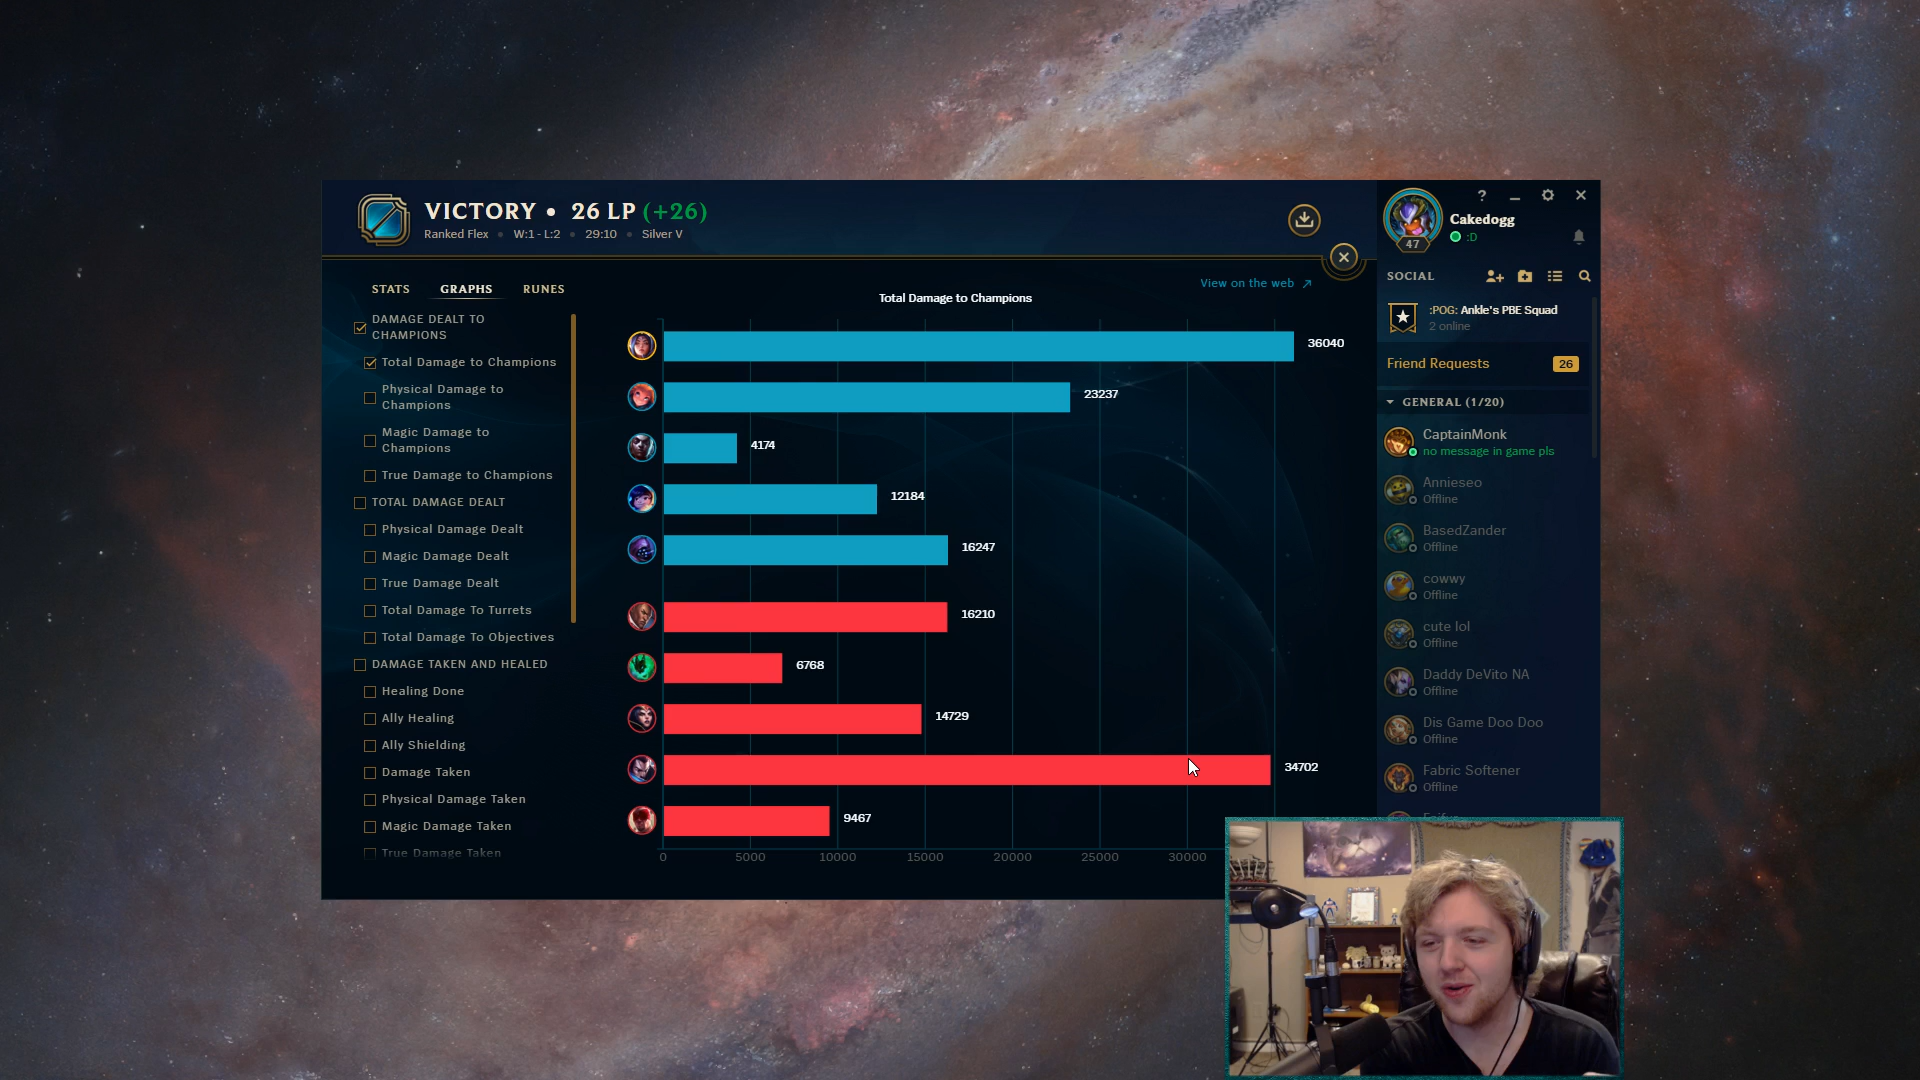 VICTORY • 26 LP (+26)
Ranked Flex • W:1 - L:2 • 29:10 • Silver V
STATS
GRAPHS
RUNES
View on the web
DAMAGE DEALT TO
CHAMPIONS
Total Damage to Champions
Physical Damage to
Champions
Magic Damage to
Champions
True Damage to Champions
TOTAL DAMAGE DEALT
Physical Damage Dealt
Magic Damage Dealt
True Damage Dealt
Total Damage To Turrets
Total Damage To Objectives
DAMAGE TAKEN AND HEALED
Healing Done
Ally Healing
Ally Shielding
Damage Taken
Physical Damage Taken
Magic Damage Taken
True Damage Taken
Total Damage to Champions
36040
23237
4174
12184
16247
16210
6768
14729
34702
9467
0 5000 10000 15000 20000 25000 30000
?
Cakedogg
:D
47
SOCIAL
:POG: Ankle's PBE Squad
2 online
Friend Requests 26
GENERAL (1/20)
CaptainMonk
no message in game pls
Annieseo
Offline
BasedZander
Offline
cowwy
Offline
cute lol
Offline
Daddy DeVito NA
Offline
Dis Game Doo Doo
Offline
Fabric Softener
Offline